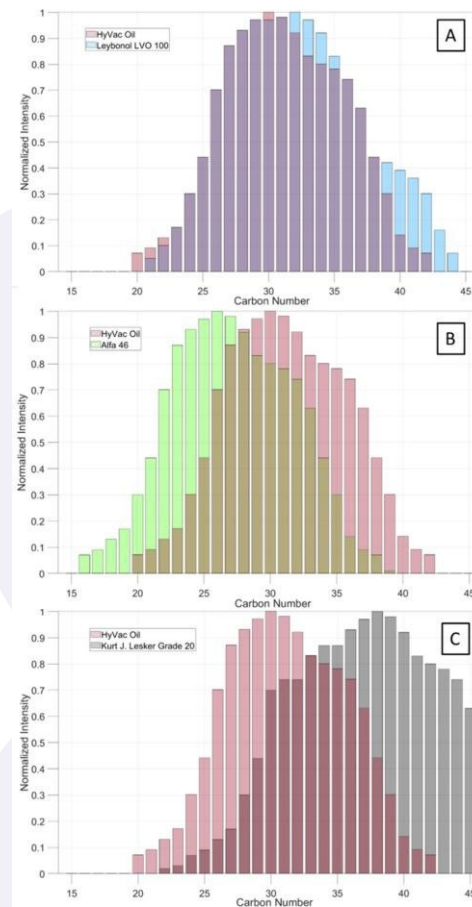 A
HyVac Oil
Leybonol LVO 100
Normalized Intensity
1
0.9
0.8
0.7
0.6
0.5
0.4
0.3
0.2
0.1
0
15 20 25 30 35 40 45
Carbon Number
B
HyVac Oil
Alfa 46
Normalized Intensity
1
0.9
0.8
0.7
0.6
0.5
0.4
0.3
0.2
0.1
0
15 20 25 30 35 40 45
Carbon Number
C
HyVac Oil
Kurt J. Lesker Grade 20
Normalized Intensity
1
0.9
0.8
0.7
0.6
0.5
0.4
0.3
0.2
0.1
0
15 20 25 30 35 40 45
Carbon Number